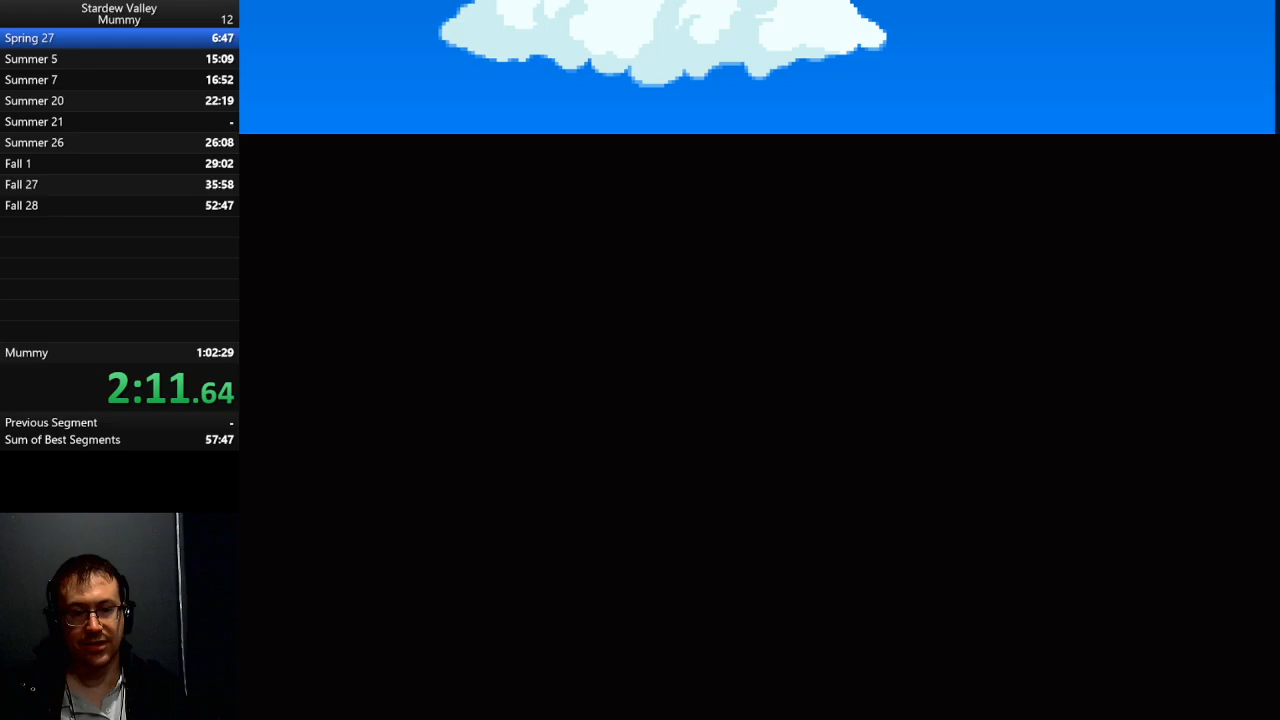 Stardew Valley
Mummy 12
Spring 27 6:47
Summer 5 15:09
Summer 7 16:52
Summer 20 22:19
Summer 21 -
Summer 26 26:08
Fall 1 29:02
Fall 27 35:58
Fall 28 52:47
Mummy 1:02:29
2:11.64
Previous Segment -
Sum of Best Segments 57:47